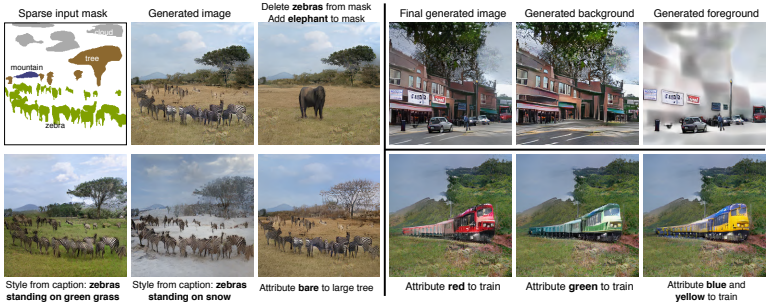 Sparse input mask
Generated image
Delete zebras from mask
Add elephant to mask
Final generated image
Generated background
Generated foreground
cloud
tree
mountain
zebra
Style from caption: zebras
standing on green grass
Style from caption: zebras
standing on snow
Attribute bare to large tree
Attribute red to train
Attribute green to train
Attribute blue and
yellow to train